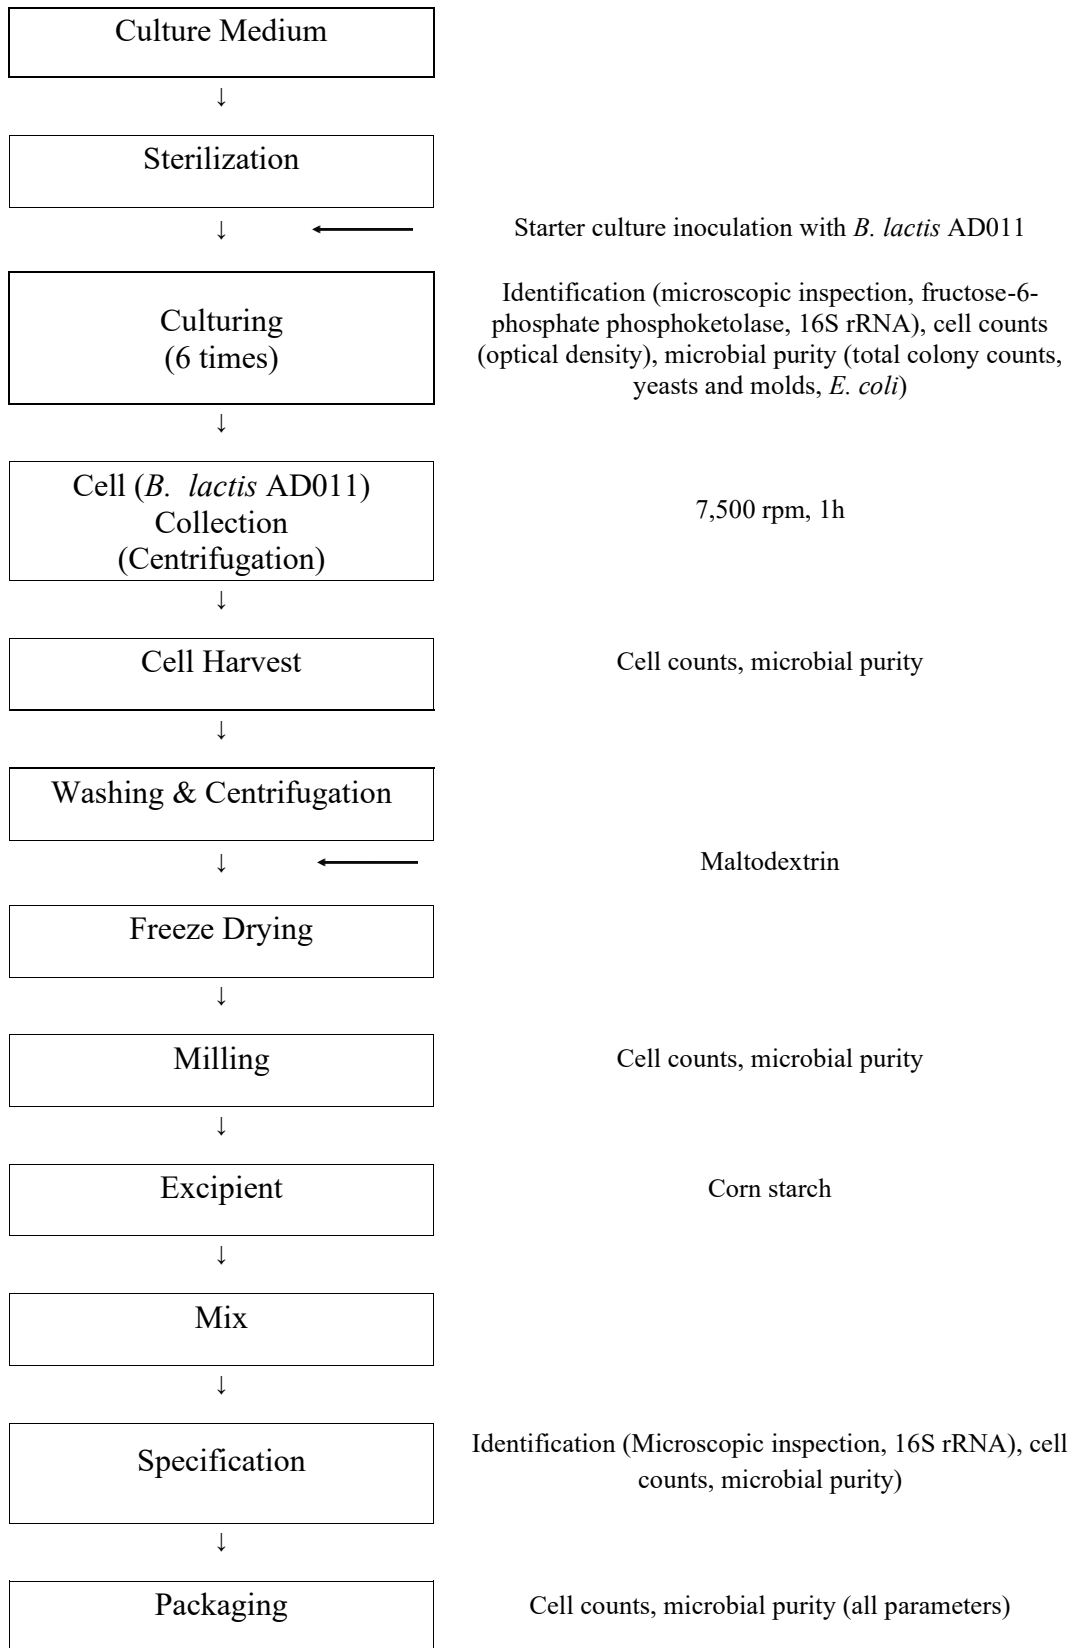 Culture Medium
↓
Sterilization
↓
Starter culture inoculation with B. lactis AD011
Culturing
(6 times)
Identification (microscopic inspection, fructose-6-
phosphate phosphoketolase, 16S rRNA), cell counts
(optical density), microbial purity (total colony counts,
yeasts and molds, E. coli)
↓
Cell (B. lactis AD011)
Collection
(Centrifugation)
7,500 rpm, 1h
↓
Cell Harvest
Cell counts, microbial purity
↓
Washing & Centrifugation
↓
Maltodextrin
Freeze Drying
↓
Milling
Cell counts, microbial purity
↓
Excipient
Corn starch
↓
Mix
↓
Specification
Identification (Microscopic inspection, 16S rRNA), cell
counts, microbial purity)
↓
Packaging
Cell counts, microbial purity (all parameters)